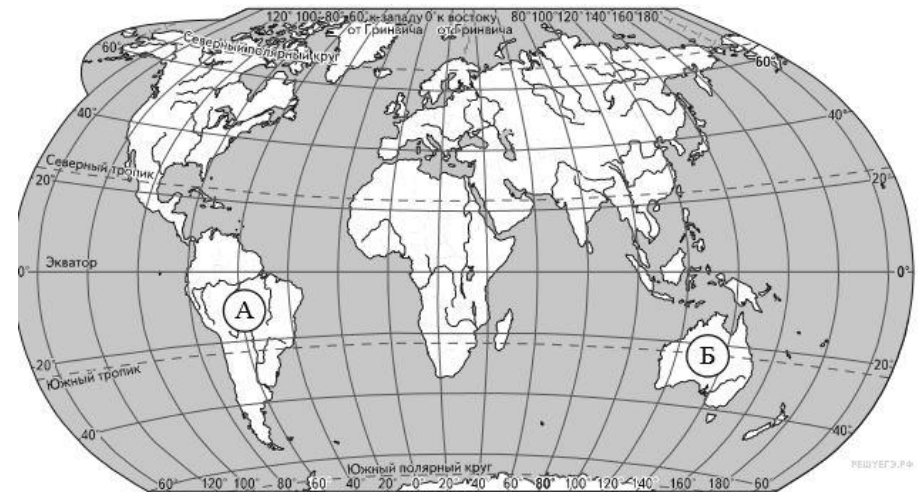 120° 100° 80° 60 к западу 0° к востоку 80° 100° 120° 140° 160° 180°
от Гринвича от Гринвича
Северный полярный круг
60° 60°
40° 40°
Северный тропик
20° 20°
Экватор
0° 0°
А
Б
20° 20°
Южный тропик
40 40°
РЕШУЕГЭ.РФ
Южный полярный круг
60° 120° 100° 80° 160 40° 20° 0° 20° 40° 60° 80° 100° 120° 140° 160° 180° 160 60